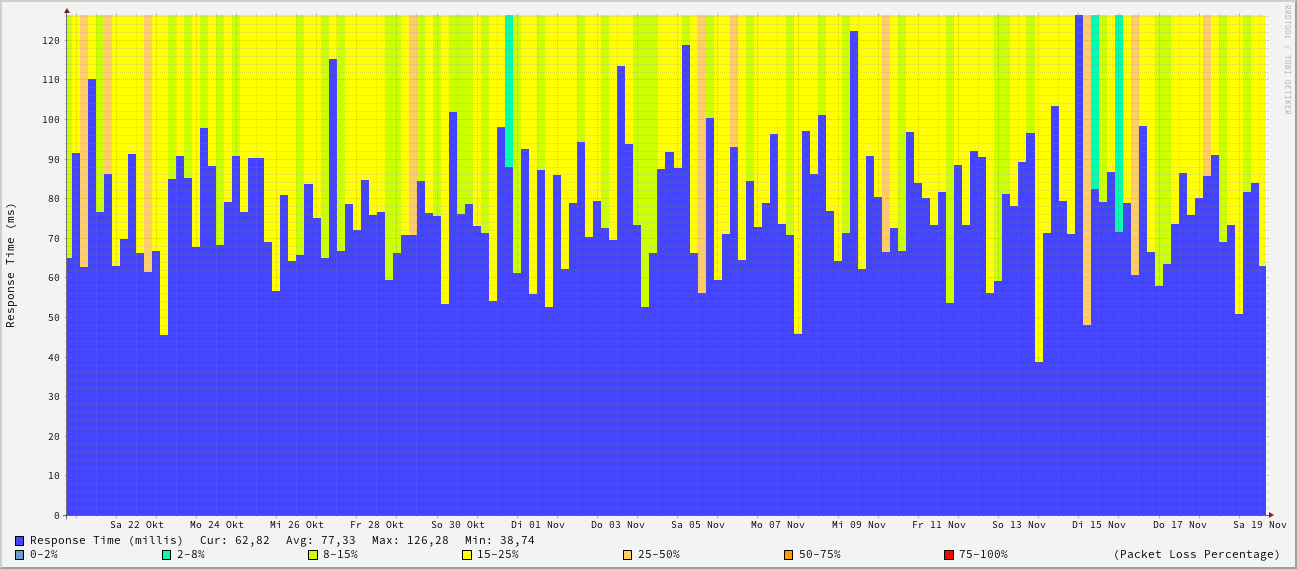 RRDTOOL / TOBI OETIKER
Response Time (ms)
120
110
100
90
80
70
60
50
40
30
20
10
0
Sa 22 Okt Mo 24 Okt Mi 26 Okt Fr 28 Okt So 30 Okt Di 01 Nov Do 03 Nov Sa 05 Nov Mo 07 Nov Mi 09 Nov Fr 11 Nov So 13 Nov Di 15 Nov Do 17 Nov Sa 19 Nov
Response Time (millis) Cur: 62,82 Avg: 77,33 Max: 126,28 Min: 38,74
0-2% 2-8% 8-15% 15-25% 25-50% 50-75% 75-100% (Packet Loss Percentage)